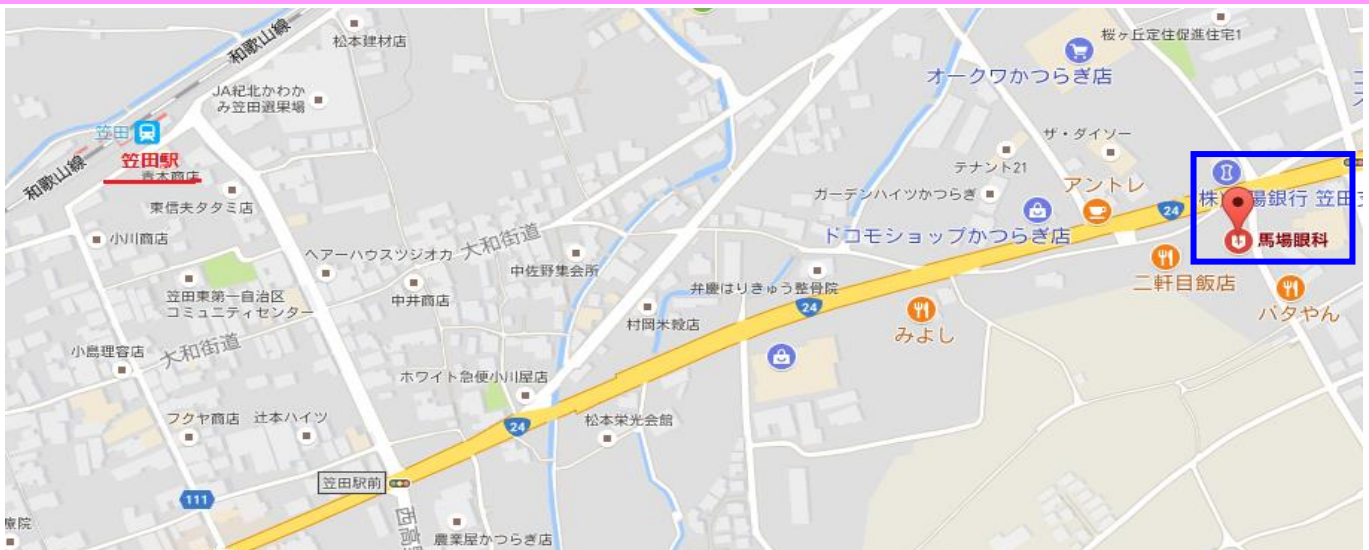 和歌山線
松本建材店
桜ヶ丘定住促進住宅1
オークワかつらぎ店
JA紀北かわか
み笠田選果場
笠田
笠田駅
和歌山線
青木商店
ザ・ダイソー
テナント21
アントレ
ガーデンハイツかつらぎ
24
東信夫タタミ店
小川商店
ドコモショップかつらぎ店
馬場眼科
大和街道
ヘアーハウスツジオカ
中佐野集会所
二軒目飯店
弁慶はりきゅう整骨院
笠田東第一自治区
コミュニティセンター
中井商店
24
バタやん
村岡米穀店
みよし
小島理容店
大和街道
ホワイト急便小川屋店
フクヤ商店
辻本ハイツ
24
松本栄光会館
笠田駅前
111
農業屋かつらぎ店